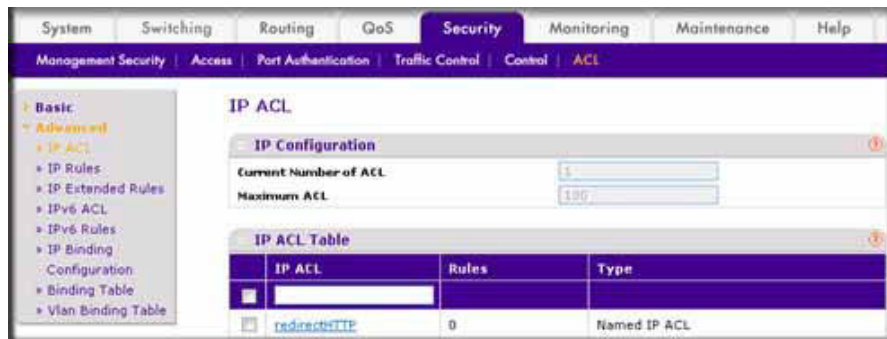 System Switching Routing QoS Security Monitoring Maintenance Help
Management Security | Access | Port Authentication | Traffic Control | Control | ACL
Basic
Advanced
» IP ACL
» IP Rules
» IP Extended Rules
» IPv6 ACL
» IPv6 Rules
» IP Binding
Configuration
» Binding Table
» Vlan Binding Table
IP ACL
IP Configuration
Current Number of ACL 1
Maximum ACL 100
IP ACL Table
IP ACL Rules Type
redirectHTTP 0 Named IP ACL